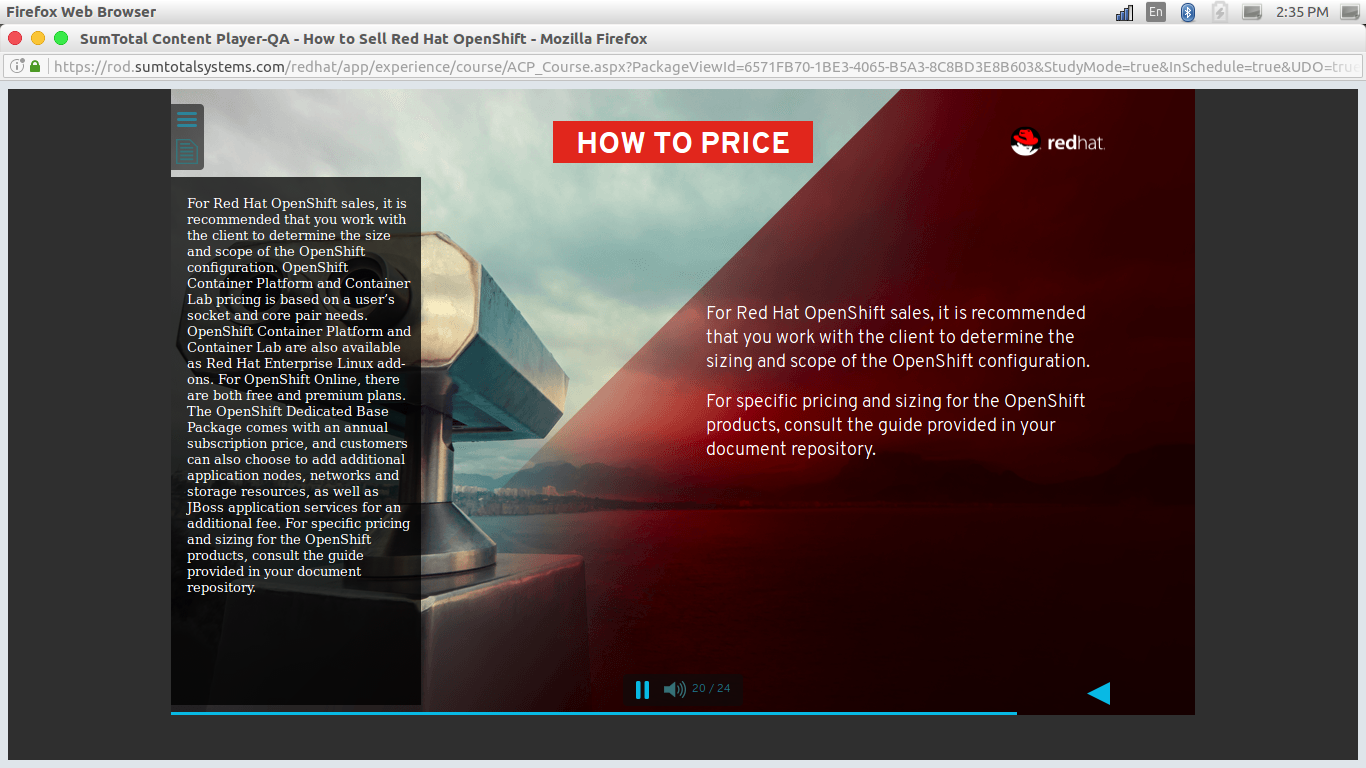 Firefox Web Browser
En
2:35 PM
SumTotal Content Player-QA - How to Sell Red Hat OpenShift - Mozilla Firefox
https://rod.sumtotalsystems.com/redhat/app/experience/course/ACP_Course.aspx?PackageViewId=6571FB70-1BE3-4065-B5A3-8C8BD3E8B603&StudyMode=true&InSchedule=true&UDO=true
HOW TO PRICE
redhat.
For Red Hat OpenShift sales, it is
recommended that you work with
the client to determine the size
and scope of the OpenShift
configuration. OpenShift
Container Platform and Container
Lab pricing is based on a user’s
socket and core pair needs.
OpenShift Container Platform and
Container Lab are also available
as Red Hat Enterprise Linux add-
ons. For OpenShift Online, there
are both free and premium plans.
The OpenShift Dedicated Base
Package comes with an annual
subscription price, and customers
can also choose to add additional
application nodes, networks and
storage resources, as well as
JBoss application services for an
additional fee. For specific pricing
and sizing for the OpenShift
products, consult the guide
provided in your document
repository.
For Red Hat OpenShift sales, it is recommended
that you work with the client to determine the
sizing and scope of the OpenShift configuration.
For specific pricing and sizing for the OpenShift
products, consult the guide provided in your
document repository.
20 / 24